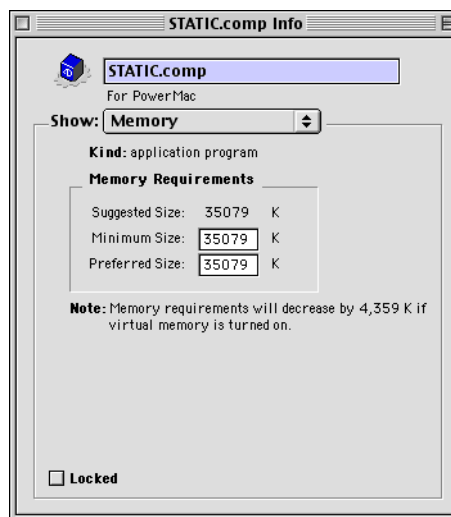 STATIC.comp Info
STATIC.comp
For PowerMac
Show: Memory
Kind: application program
Memory Requirements
Suggested Size: 35079 K
Minimum Size: 35079 K
Preferred Size: 35079 K
Note: Memory requirements will decrease by 4,359 K if
virtual memory is turned on.
Locked